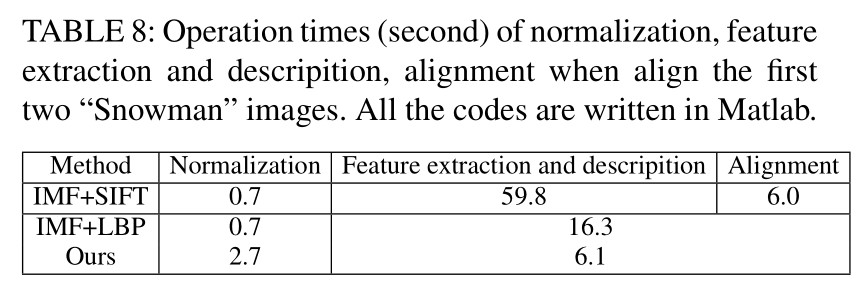 TABLE 8: Operation times (second) of normalization, feature
extraction and descripition, alignment when align the first
two “Snowman” images. All the codes are written in Matlab.
Method Normalization Feature extraction and descripition Alignment
IMF+SIFT 0.7 59.8 6.0
IMF+LBP 0.7 16.3
Ours 2.7 6.1